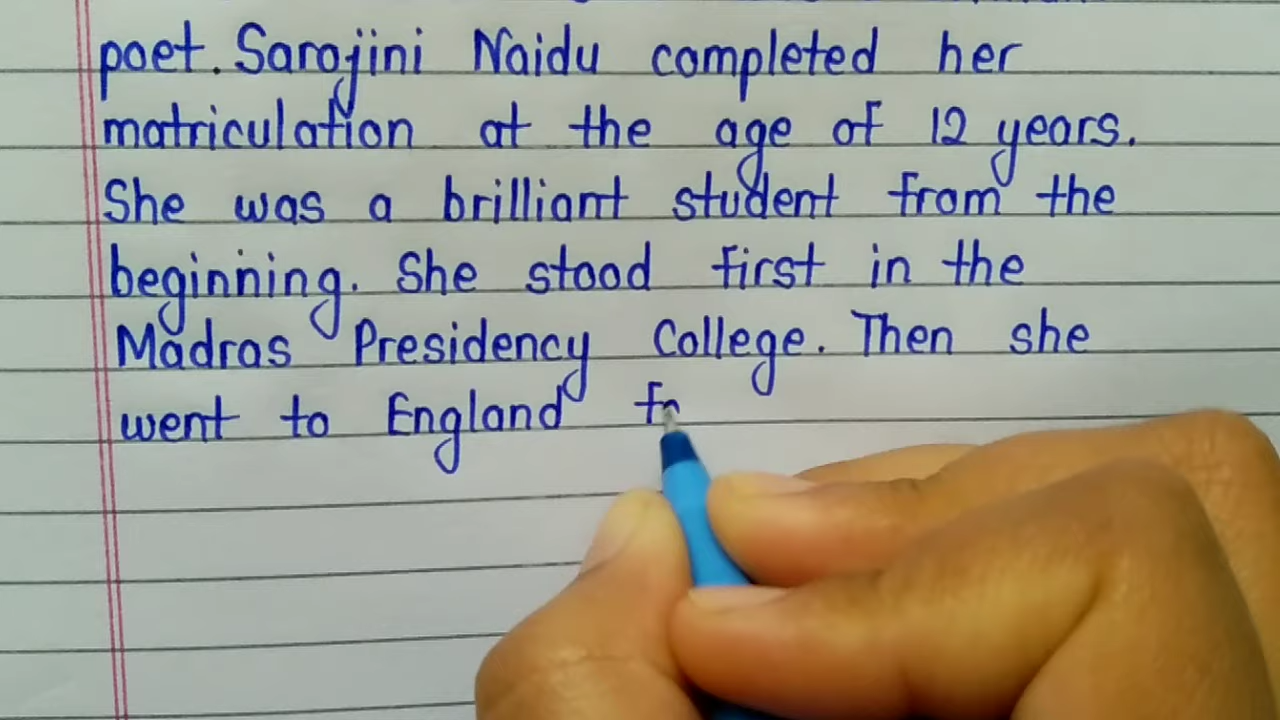 poet. Sarojini Naidu completed her
matriculation at the age of 12 years.
She was a brilliant student from the
beginning. She stood first in the
Madras Presidency College. Then she
went to England fo